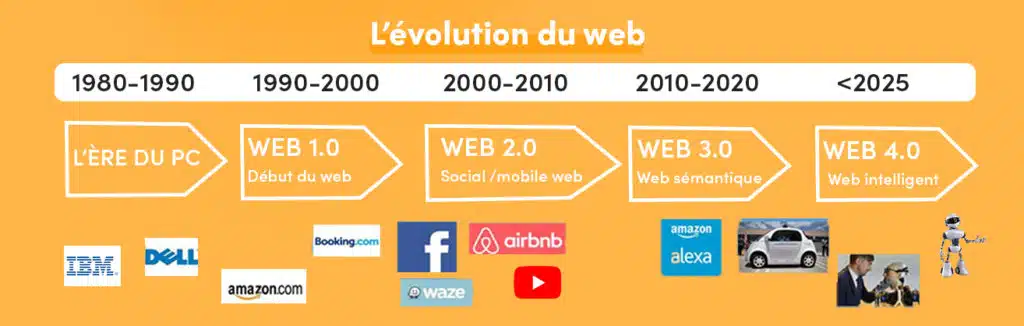 L'évolution du web
1980-1990 1990-2000 2000-2010 2010-2020 <2025
L'ÈRE DU PC
WEB 1.0
Début du web
WEB 2.0
Social /mobile web
WEB 3.0
Web sémantique
WEB 4.0
Web intelligent
IBM
DELL
amazon.com
Booking.com
f
waze
airbnb
amazon
alexa